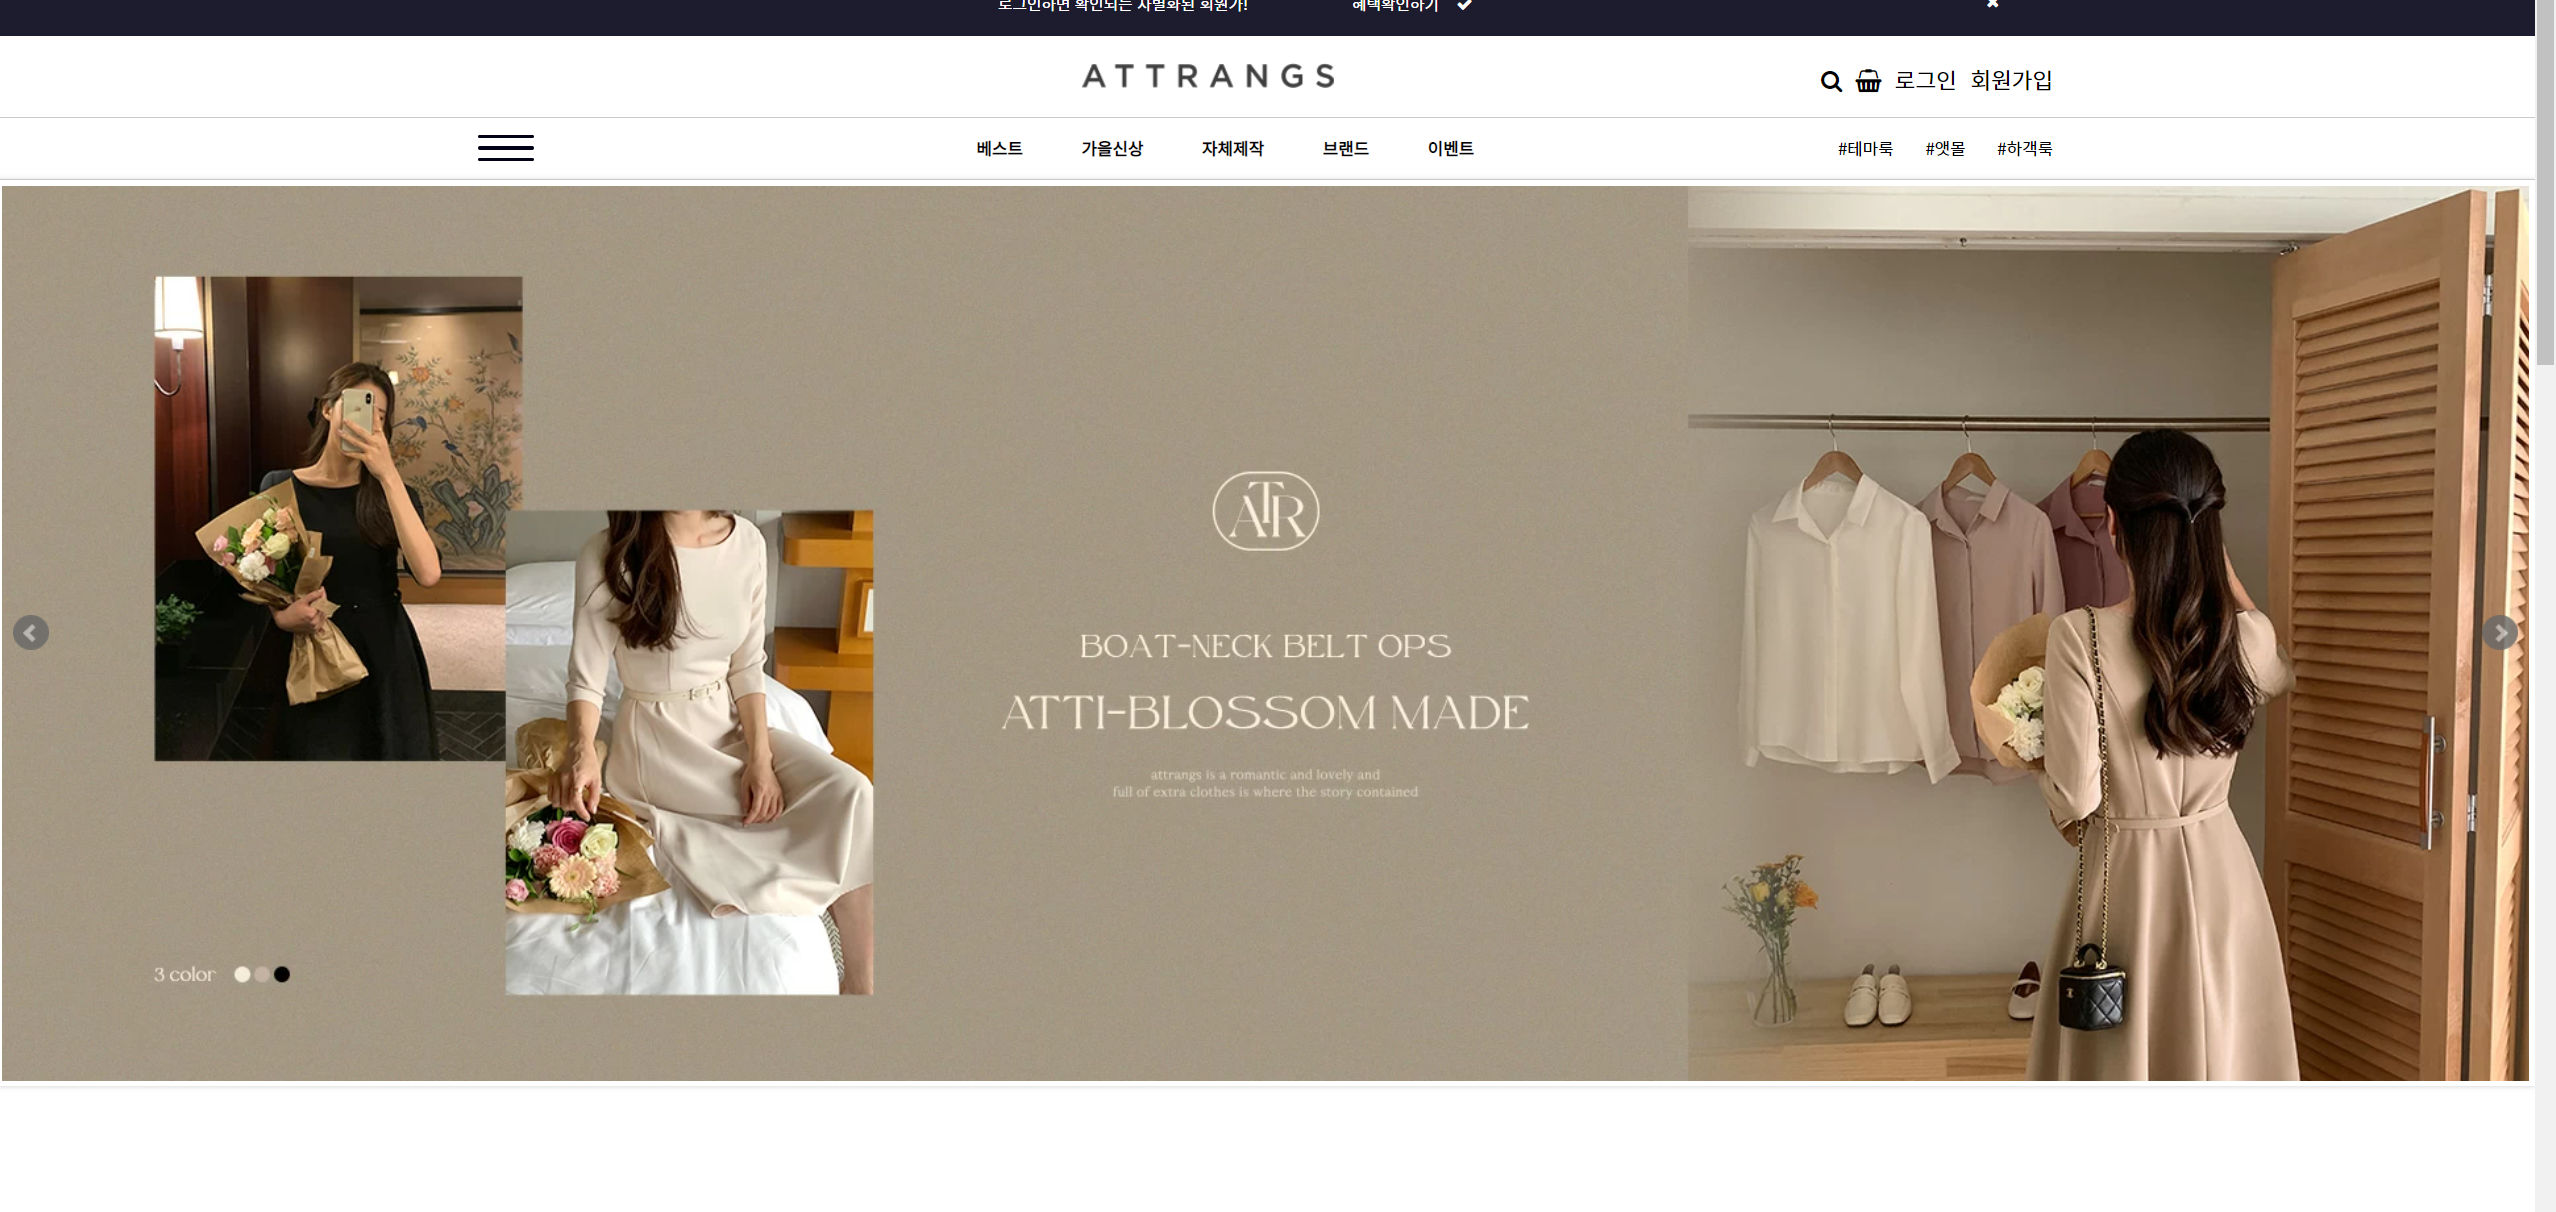 로그인하면 확인되는 차별화된 회원가! 혜택확인하기
ATTRANGS
로그인 회원가입
베스트 가을신상 자체제작 브랜드 이벤트 #테마룩 #앳몰 #하객룩
ATR
BOAT-NECK BELT OPS
ATTI-BLOSSOM MADE
attrangs is a romantic and lovely and
full of extra clothes is where the story contained
3 color